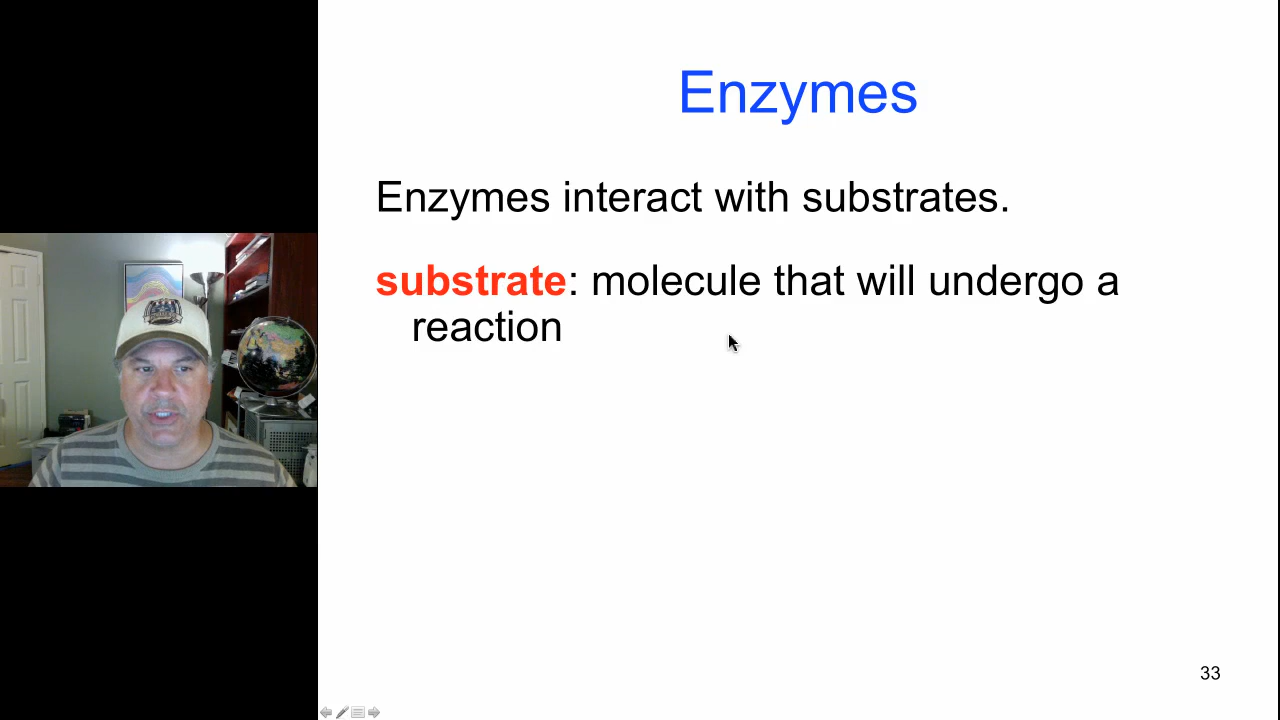 Enzymes
Enzymes interact with substrates.
substrate: molecule that will undergo a
reaction
33